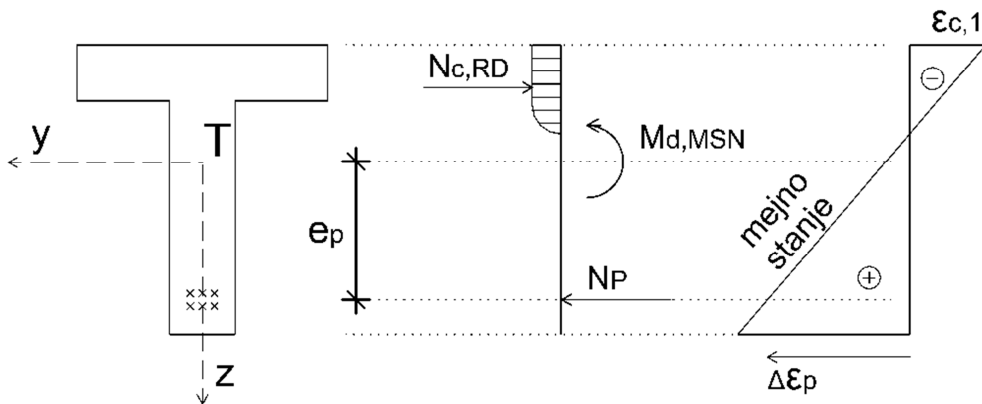 εc,1
Nc,RD
T
y
Md,MSN
ep
mejno
stanje
NP
z
Δεp